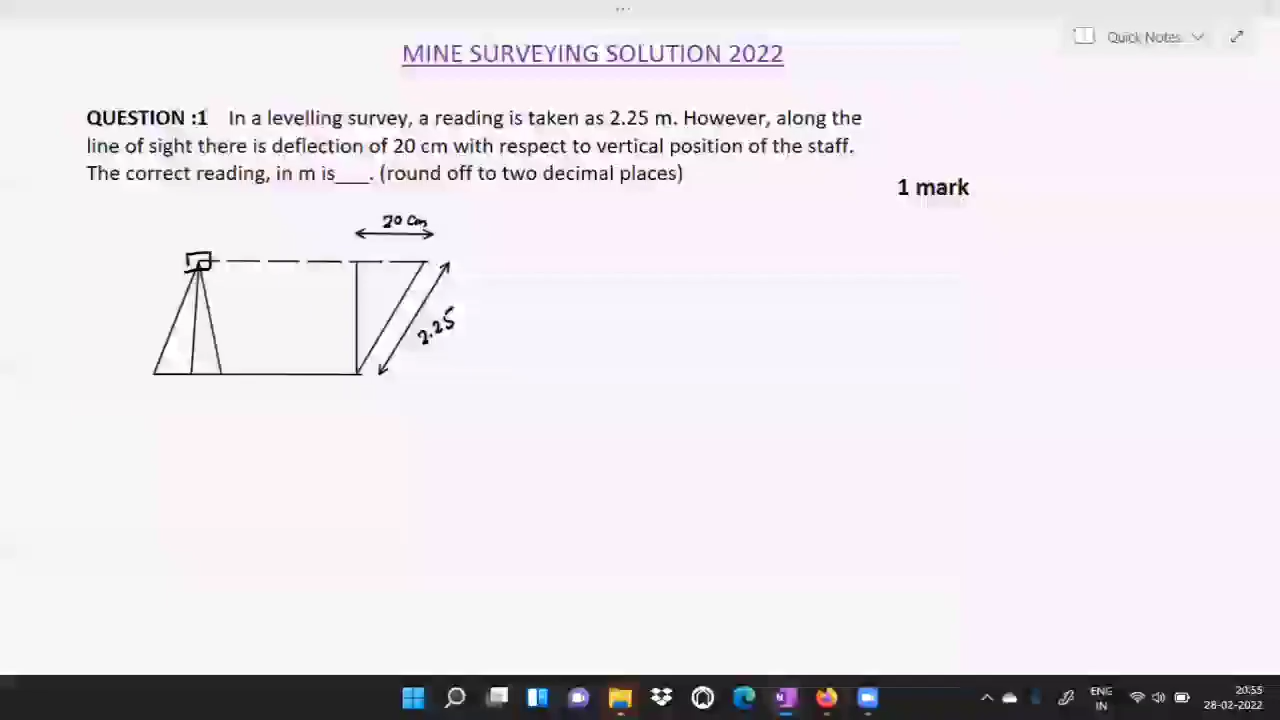 ...
Quick Notes
MINE SURVEYING SOLUTION 2022
QUESTION :1 In a levelling survey, a reading is taken as 2.25 m. However, along the
line of sight there is deflection of 20 cm with respect to vertical position of the staff.
The correct reading, in m is___. (round off to two decimal places)
1 mark
20 cm
2.25
ENG
IN
20:55
28-02-2022